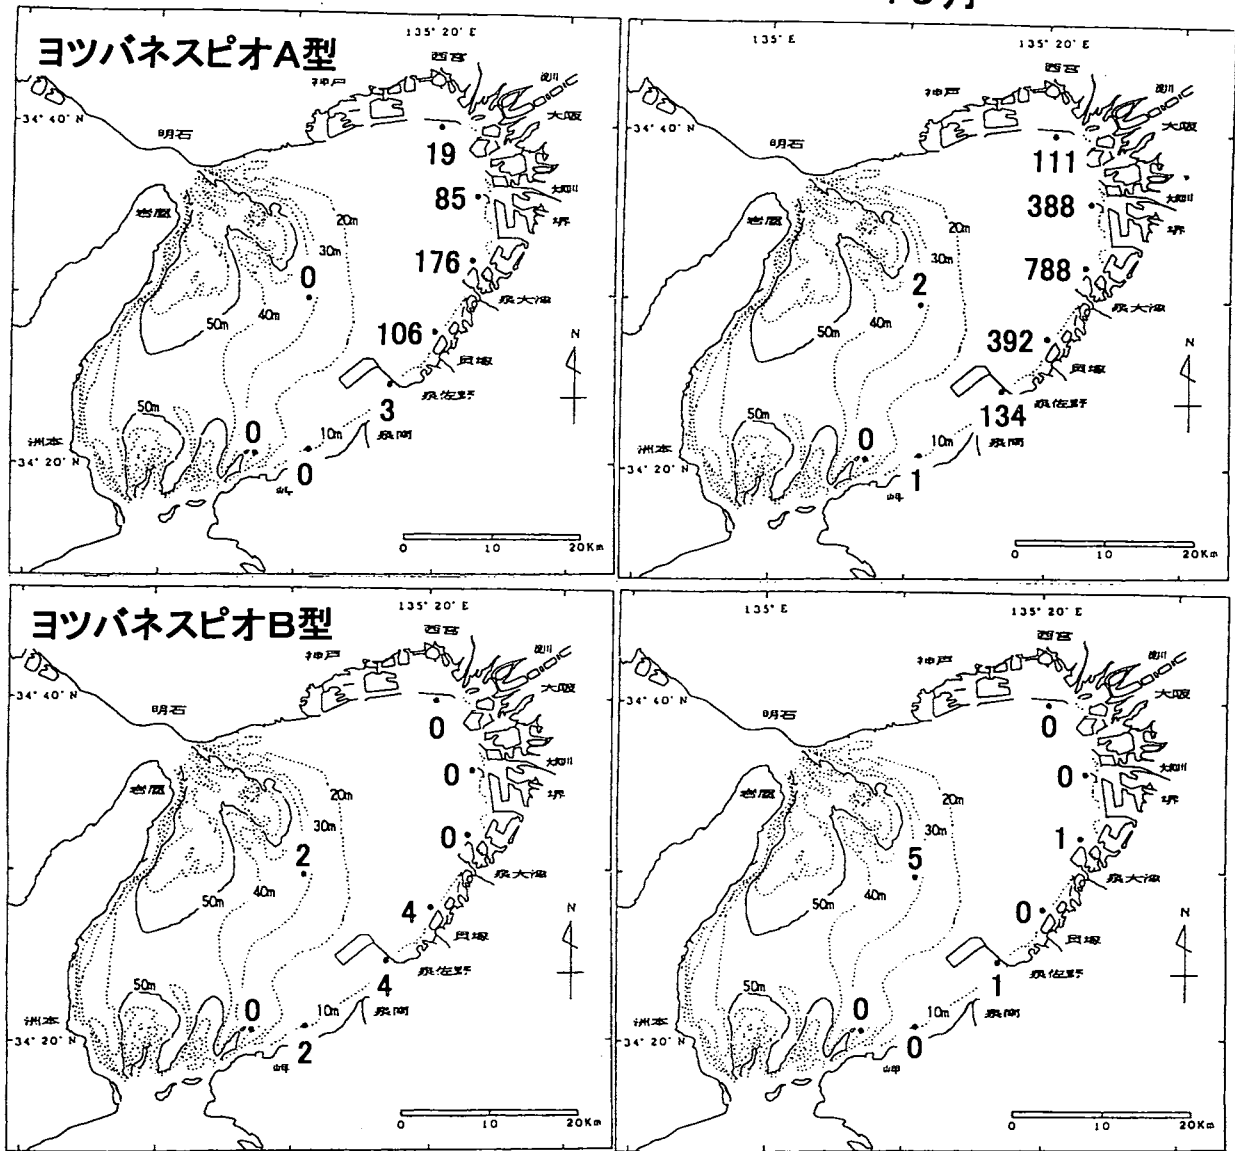 ヨツバネスピオA型
135° 20' E
西宮
神戸
淀川
大阪
34° 40' N
明石
19
85
大和川
堺
岩屋
20m
30m
0
176
泉大津
40m
50m
106
貝塚
N
泉佐野
3
50m
洲本
0
10m
泉南
34° 20' N
0
0
10
20Km
135° E
135° 20' E
西宮
神戸
淀川
大阪
34° 40' N
明石
111
388
大和川
堺
岩屋
20m
30m
2
788
泉大津
40m
50m
392
貝塚
N
泉佐野
134
50m
洲本
0
10m
泉南
34° 20' N
1
0
10
20Km
ヨツバネスピオB型
135° 20' E
西宮
神戸
淀川
大阪
34° 40' N
明石
0
0
大和川
堺
岩屋
20m
30m
0
2
泉大津
40m
50m
4
貝塚
N
泉佐野
4
50m
洲本
0
10m
泉南
34° 20' N
2
0
10
20Km
135° E
135° 20' E
西宮
神戸
淀川
大阪
34° 40' N
明石
0
0
大和川
堺
岩屋
20m
30m
1
5
泉大津
40m
50m
0
貝塚
N
泉佐野
1
50m
洲本
0
10m
泉南
34° 20' N
0
0
10
20Km